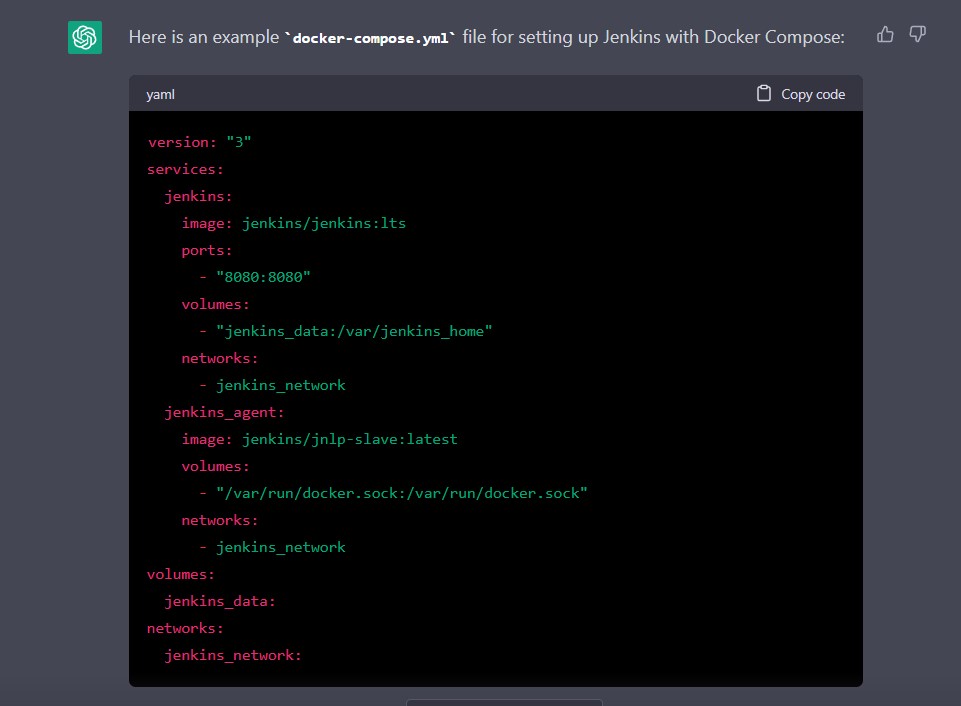 Here is an example `docker-compose.yml` file for setting up Jenkins with Docker Compose:
yaml
Copy code
version: "3"
services:
  jenkins:
    image: jenkins/jenkins:lts
    ports:
      - "8080:8080"
    volumes:
      - "jenkins_data:/var/jenkins_home"
    networks:
      - jenkins_network
  jenkins_agent:
    image: jenkins/jnlp-slave:latest
    volumes:
      - "/var/run/docker.sock:/var/run/docker.sock"
    networks:
      - jenkins_network
volumes:
  jenkins_data:
networks:
  jenkins_network: